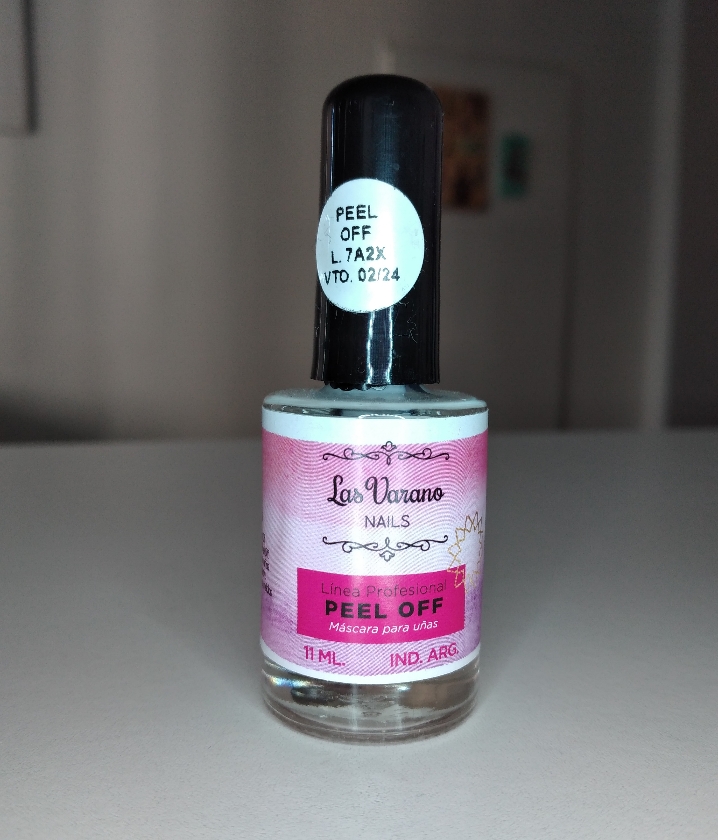 PEEL
OFF
L. 7A2X
VTO. 02/24
Las Varano
NAILS
Línea Profesional
PEEL OFF
Máscara para uñas
11 ML. IND. ARG.